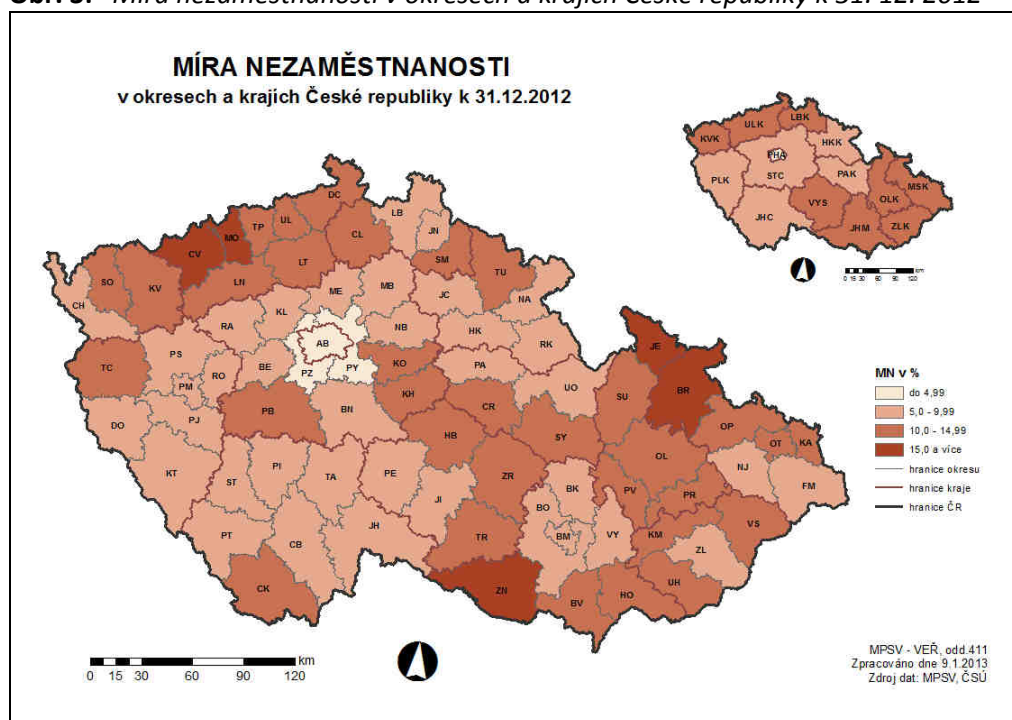 Obr. 3: Míra nezaměstnanosti v okresech a krajích České republiky k 31. 12. 2012
MÍRA NEZAMĚSTNANOSTI
v okresech a krajích České republiky k 31.12.2012
KVK
ULK
LBK
HKK
PHA
STC
PLK
PAK
JHC
VYS
OLK
MSK
JHM
ZLK
0 15 30 60 90 120 km
DC
LB
JN
MO
TP
UL
CV
CL
LT
SM
TU
SO
KV
LN
CH
ME
MB
JC
NA
KL
RA
NB
HK
RK
AB
PS
PZ
PY
KO
PA
TC
RO
BE
PM
JE
UO
KH
CR
SU
BR
PB
BN
DO
PJ
HB
SY
OP
OT
KA
OL
KT
ST
PI
TA
PE
ZR
NJ
FM
JI
BK
BO
PV
PR
VS
PT
CB
JH
TR
BM
VY
KM
ZL
CK
ZN
BV
HO
UH
MN v %
do 4,99
5,0 - 9,99
10,0 - 14,99
15,0 a více
hranice okresu
hranice kraje
hranice ČR
km
0 15 30 60 90 120
MPSV - VEŘ, odd.411
Zpracováno dne 9.1.2013
Zdroj dat: MPSV, ČSÚ